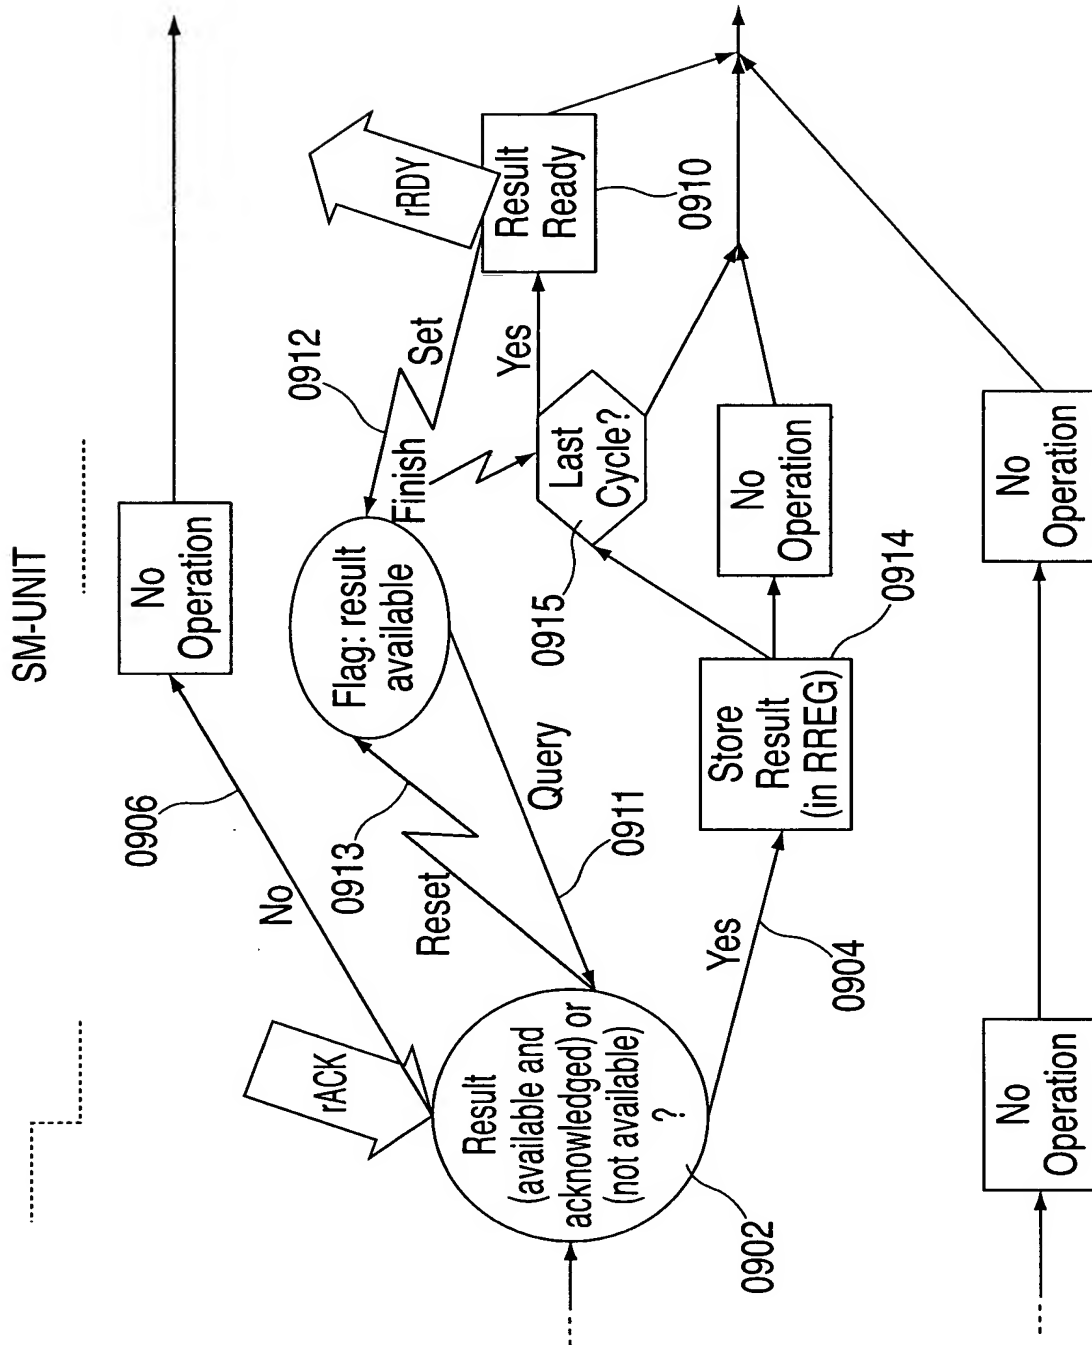 SM-UNIT
0906
No
No
Operation
rACK
Result
(available and
acknowledged) or
(not available)
?
0902
Reset
0913
Flag: result
available
Query
0911
0912
Set
Finish
rRDY
Result
Ready
0910
Yes
Last
Cycle?
0915
Yes
0904
Store
Result
(in RREG)
0914
No
Operation
No
Operation
No
Operation